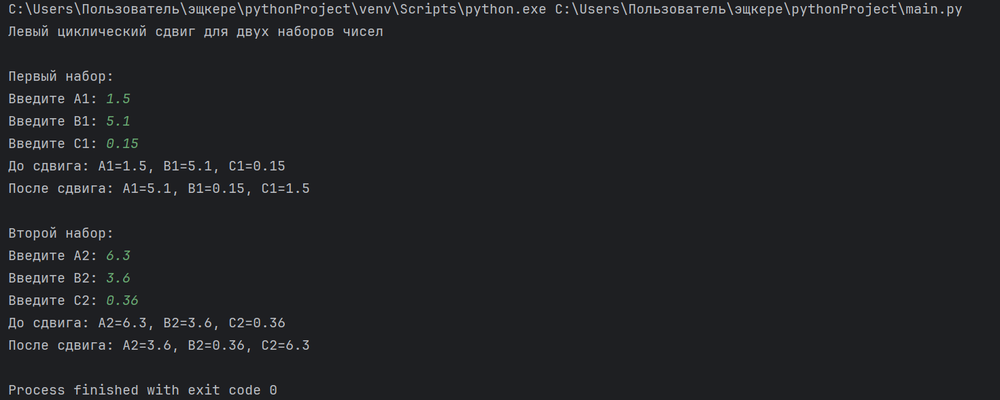 C:\Users\Пользователь\эщкере\pythonProject\venv\Scripts\python.exe C:\Users\Пользователь\эщкере\pythonProject\main.py
Левый циклический сдвиг для двух наборов чисел
Первый набор:
Введите A1: 1.5
Введите B1: 5.1
Введите C1: 0.15
До сдвига: A1=1.5, B1=5.1, C1=0.15
После сдвига: A1=5.1, B1=0.15, C1=1.5
Второй набор:
Введите A2: 6.3
Введите B2: 3.6
Введите C2: 0.36
До сдвига: A2=6.3, B2=3.6, C2=0.36
После сдвига: A2=3.6, B2=0.36, C2=6.3
Process finished with exit code 0